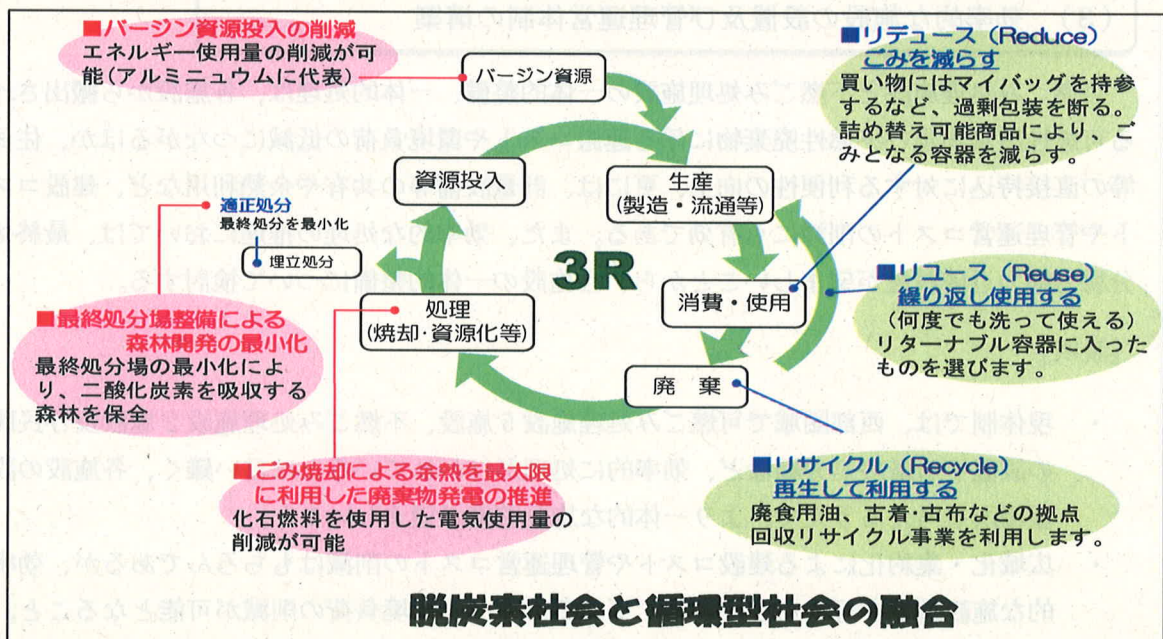 ■バージン資源投入の削減
エネルギー使用量の削減が可
能(アルミニュウムに代表)
バージン資源
■リデュース (Reduce)
ごみを減らす
買い物にはマイバッグを持参
するなど、過剰包装を断る。
詰め替え可能商品により、ご
みとなる容器を減らす。
資源投入
生産
(製造・流通等)
適正処分
最終処分を最小化
埋立処分
3R
処理
(焼却・資源化等)
消費・使用
■リユース (Reuse)
繰り返し使用する
(何度でも洗って使える)
リターナブル容器に入った
ものを選びます。
■最終処分場整備による
森林開発の最小化
最終処分場の最小化によ
り、二酸化炭素を吸収する
森林を保全
廃 棄
■ごみ焼却による余熱を最大限
に利用した廃棄物発電の推進
化石燃料を使用した電気使用量の
削減が可能
■リサイクル (Recycle)
再生して利用する
廃食用油、古着・古布などの拠点
回収リサイクル事業を利用します。
脱炭素社会と循環型社会の融合